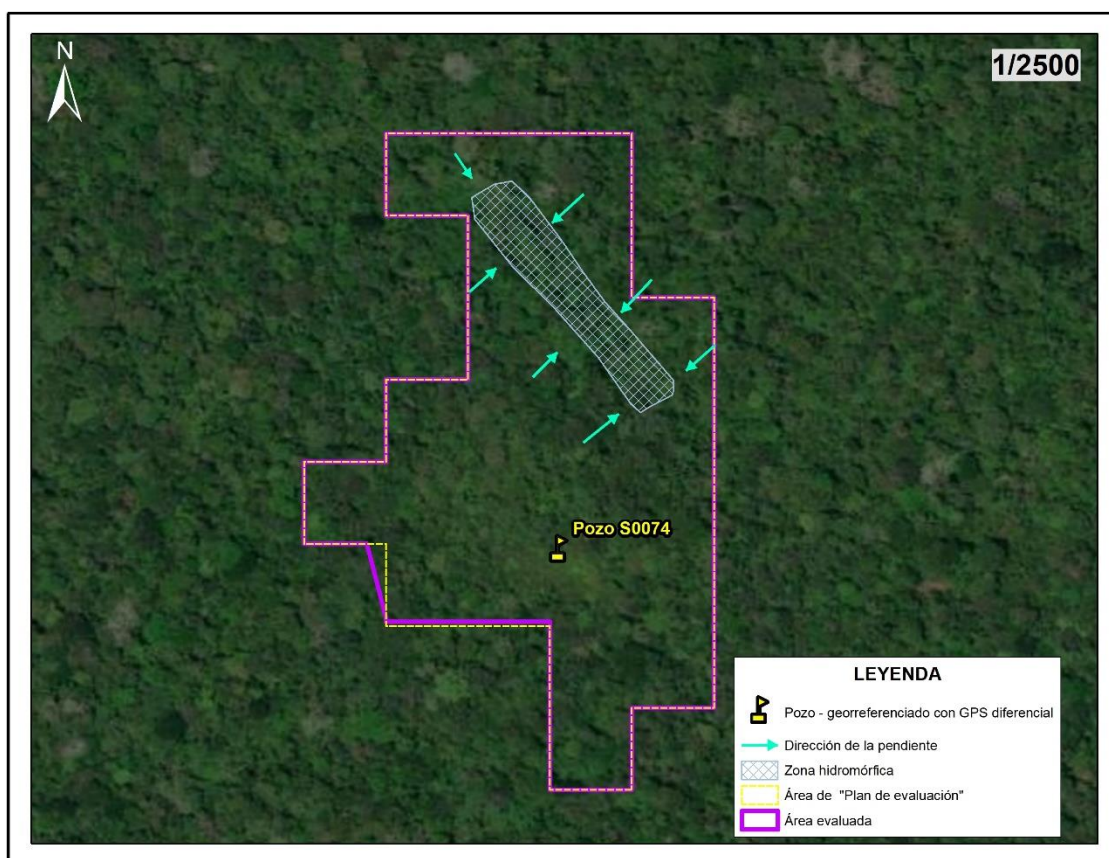 N
1/2500
Pozo S0074
LEYENDA
Pozo - georreferenciado con GPS diferencial
Dirección de la pendiente
Zona hidromórfica
Área de "Plan de evaluación"
Área evaluada